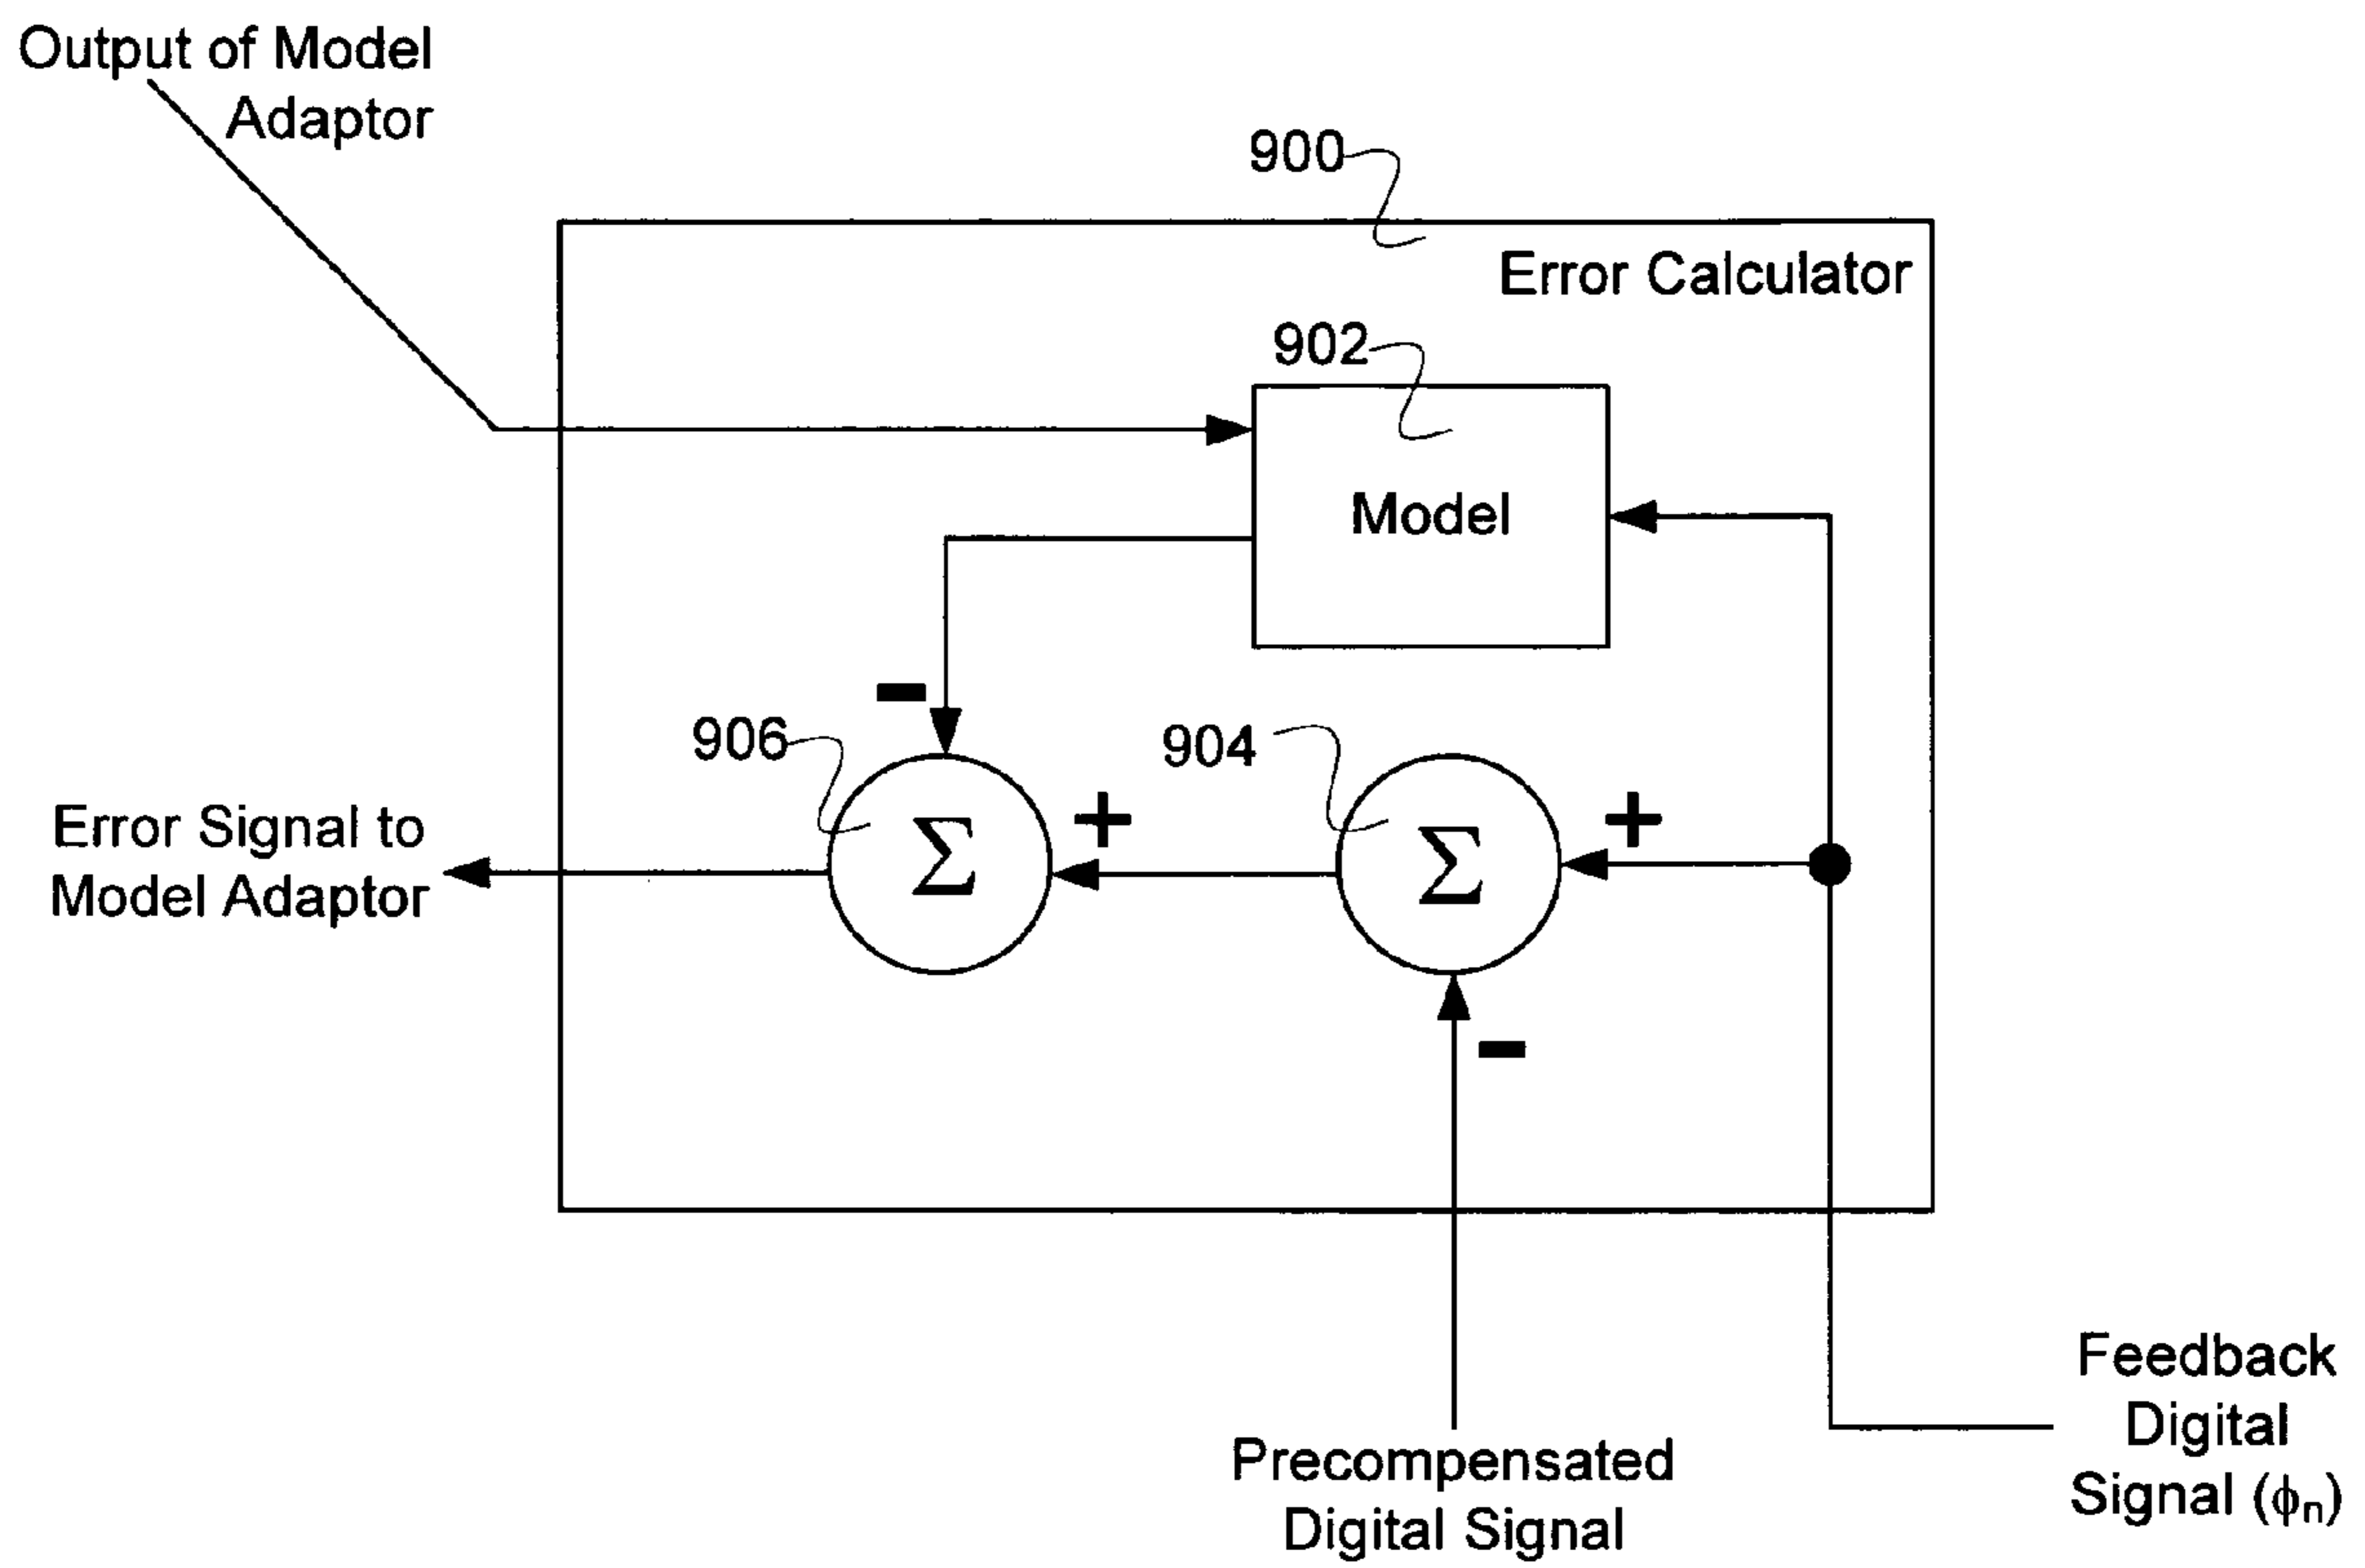 Output of Model
Adaptor
900
Error Calculator
902
Model
-
906
904
+
+
Σ
Σ
Error Signal to
Model Adaptor
-
Feedback
Digital
Signal (ϕn)
Precompensated
Digital Signal